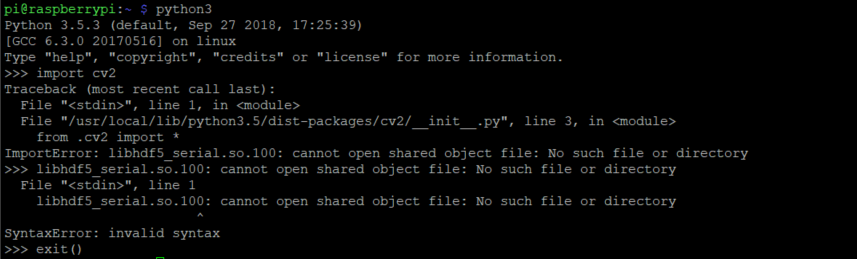 pi@raspberrypi:~ $ python3
Python 3.5.3 (default, Sep 27 2018, 17:25:39)
[GCC 6.3.0 20170516] on linux
Type "help", "copyright", "credits" or "license" for more information.
>>> import cv2
Traceback (most recent call last):
  File "<stdin>", line 1, in <module>
  File "/usr/local/lib/python3.5/dist-packages/cv2/__init__.py", line 3, in <module>
    from .cv2 import *
ImportError: libhdf5_serial.so.100: cannot open shared object file: No such file or directory
>>> libhdf5_serial.so.100: cannot open shared object file: No such file or directory
  File "<stdin>", line 1
    libhdf5_serial.so.100: cannot open shared object file: No such file or directory
                        ^
SyntaxError: invalid syntax
>>> exit()